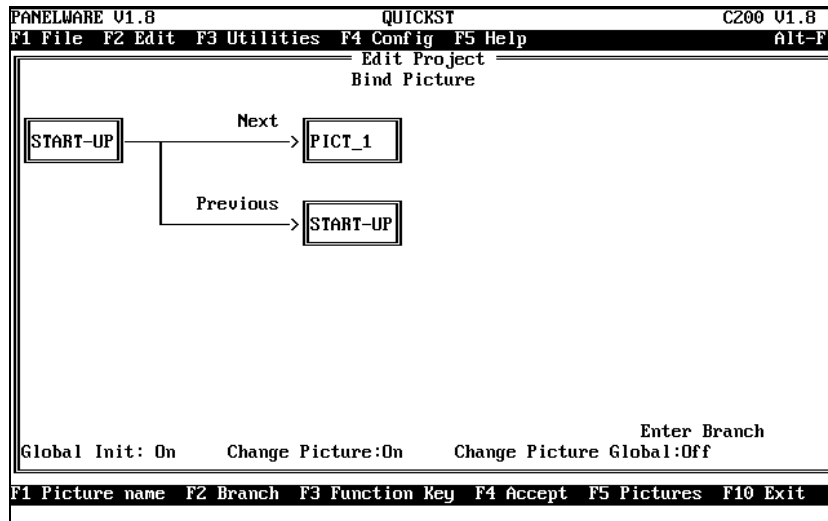 PANELWARE V1.8 QUICKST C200 V1.8
F1 File F2 Edit F3 Utilities F4 Config F5 Help Alt-F
Edit Project
Bind Picture
Next
START-UP PICT_1
Previous
START-UP
Enter Branch
Global Init: On Change Picture:On Change Picture Global:Off
F1 Picture name F2 Branch F3 Function Key F4 Accept F5 Pictures F10 Exit